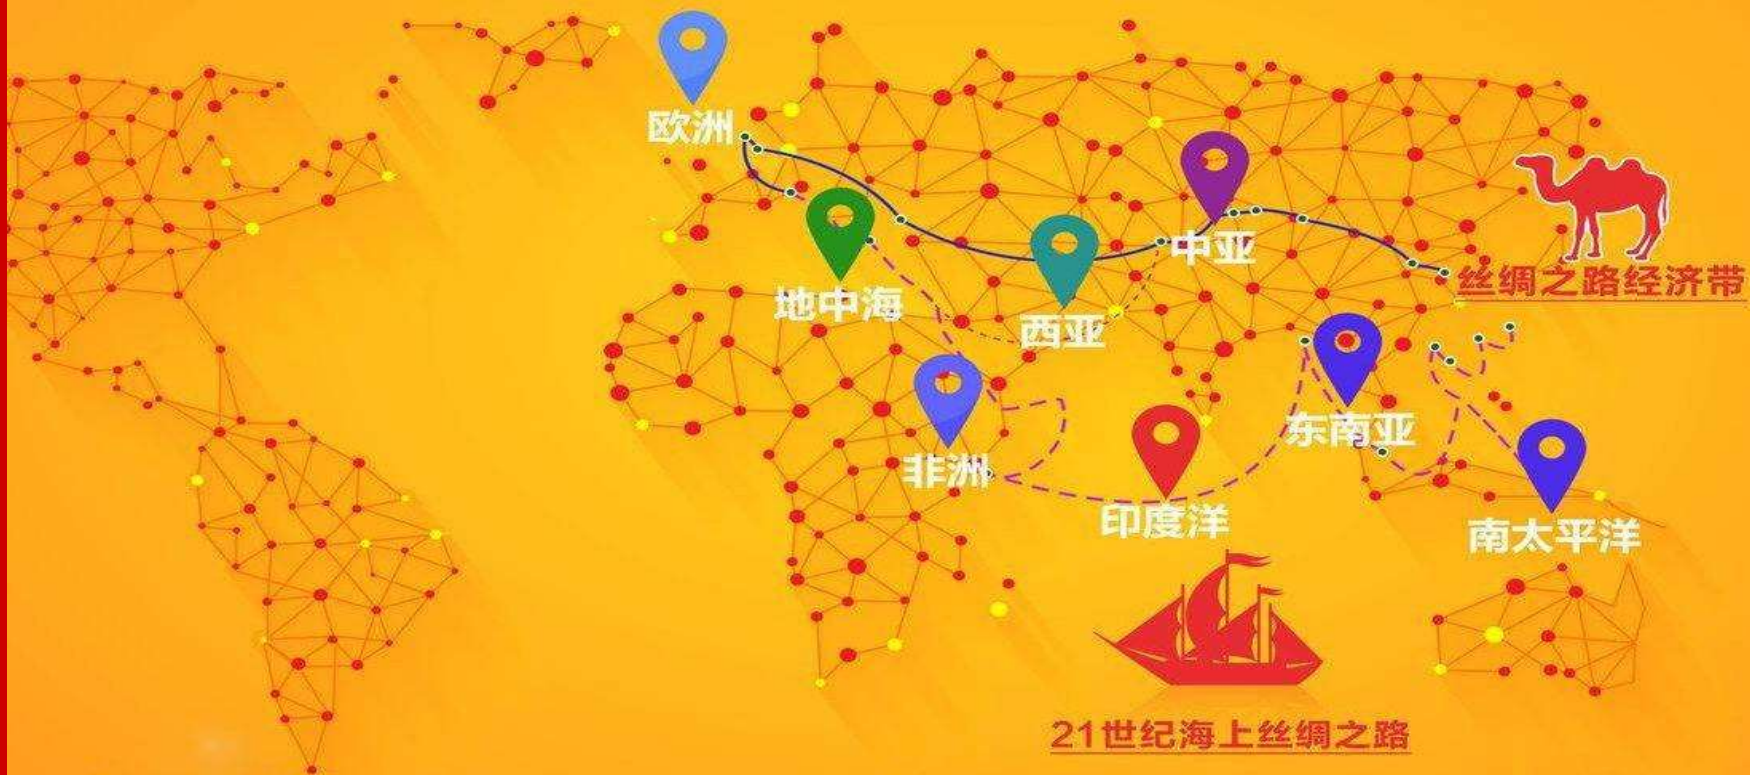 欧洲
中亚
丝绸之路经济带
地中海
西亚
东南亚
非洲
印度洋
南太平洋
21世纪海上丝绸之路